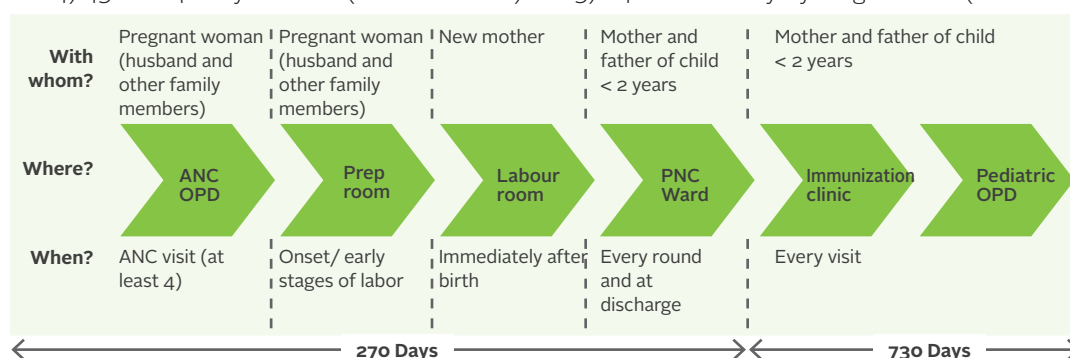 With whom?
Pregnant woman (husband and other family members)
Pregnant woman (husband and other family members)
New mother
Mother and father of child < 2 years
Mother and father of child < 2 years
Where?
ANC OPD
Prep room
Labour room
PNC Ward
Immunization clinic
Pediatric OPD
When?
ANC visit (at least 4)
Onset/ early stages of labor
Immediately after birth
Every round and at discharge
Every visit
270 Days
730 Days